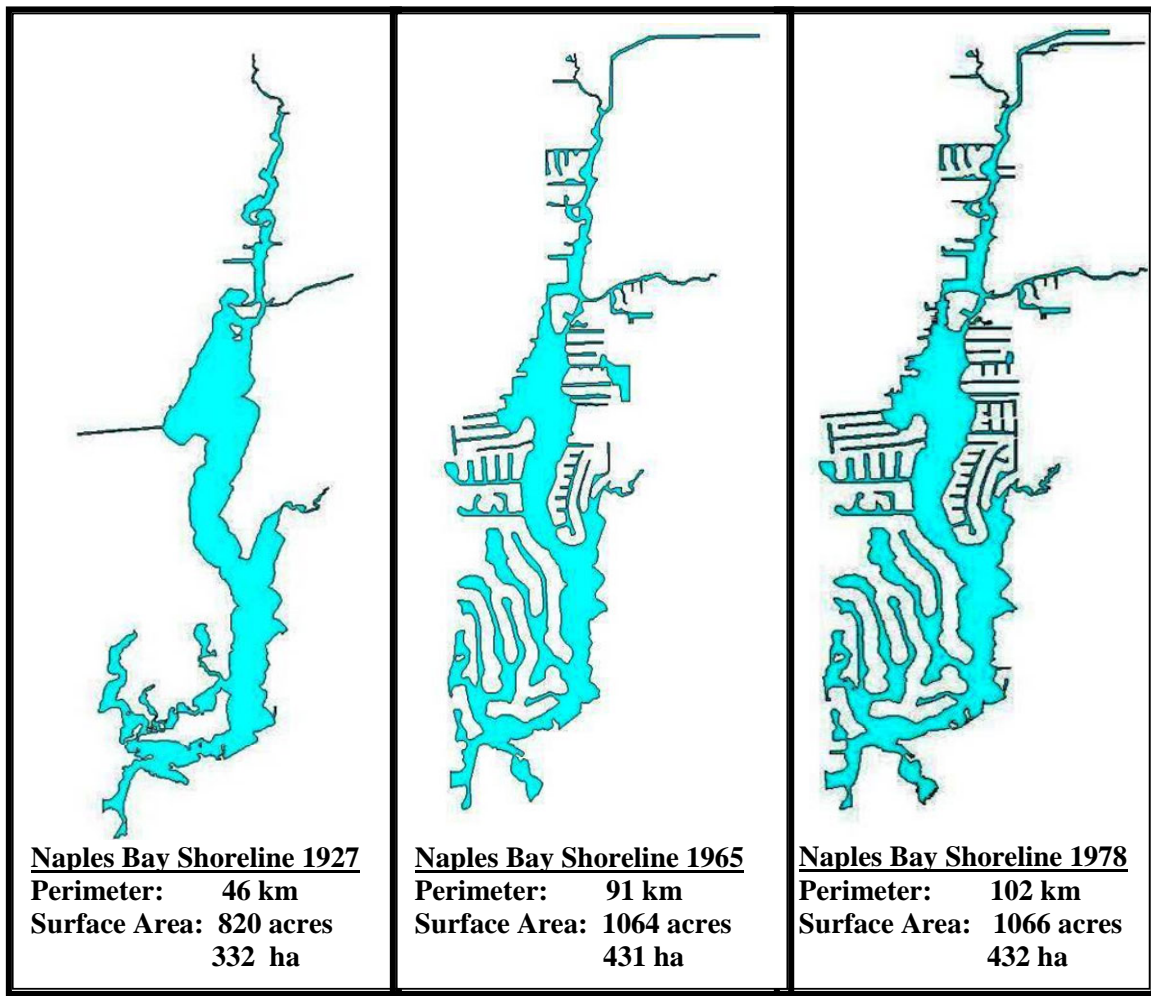 Naples Bay Shoreline 1927
Perimeter: 46 km
Surface Area: 820 acres
332 ha
Naples Bay Shoreline 1965
Perimeter: 91 km
Surface Area: 1064 acres
431 ha
Naples Bay Shoreline 1978
Perimeter: 102 km
Surface Area: 1066 acres
432 ha